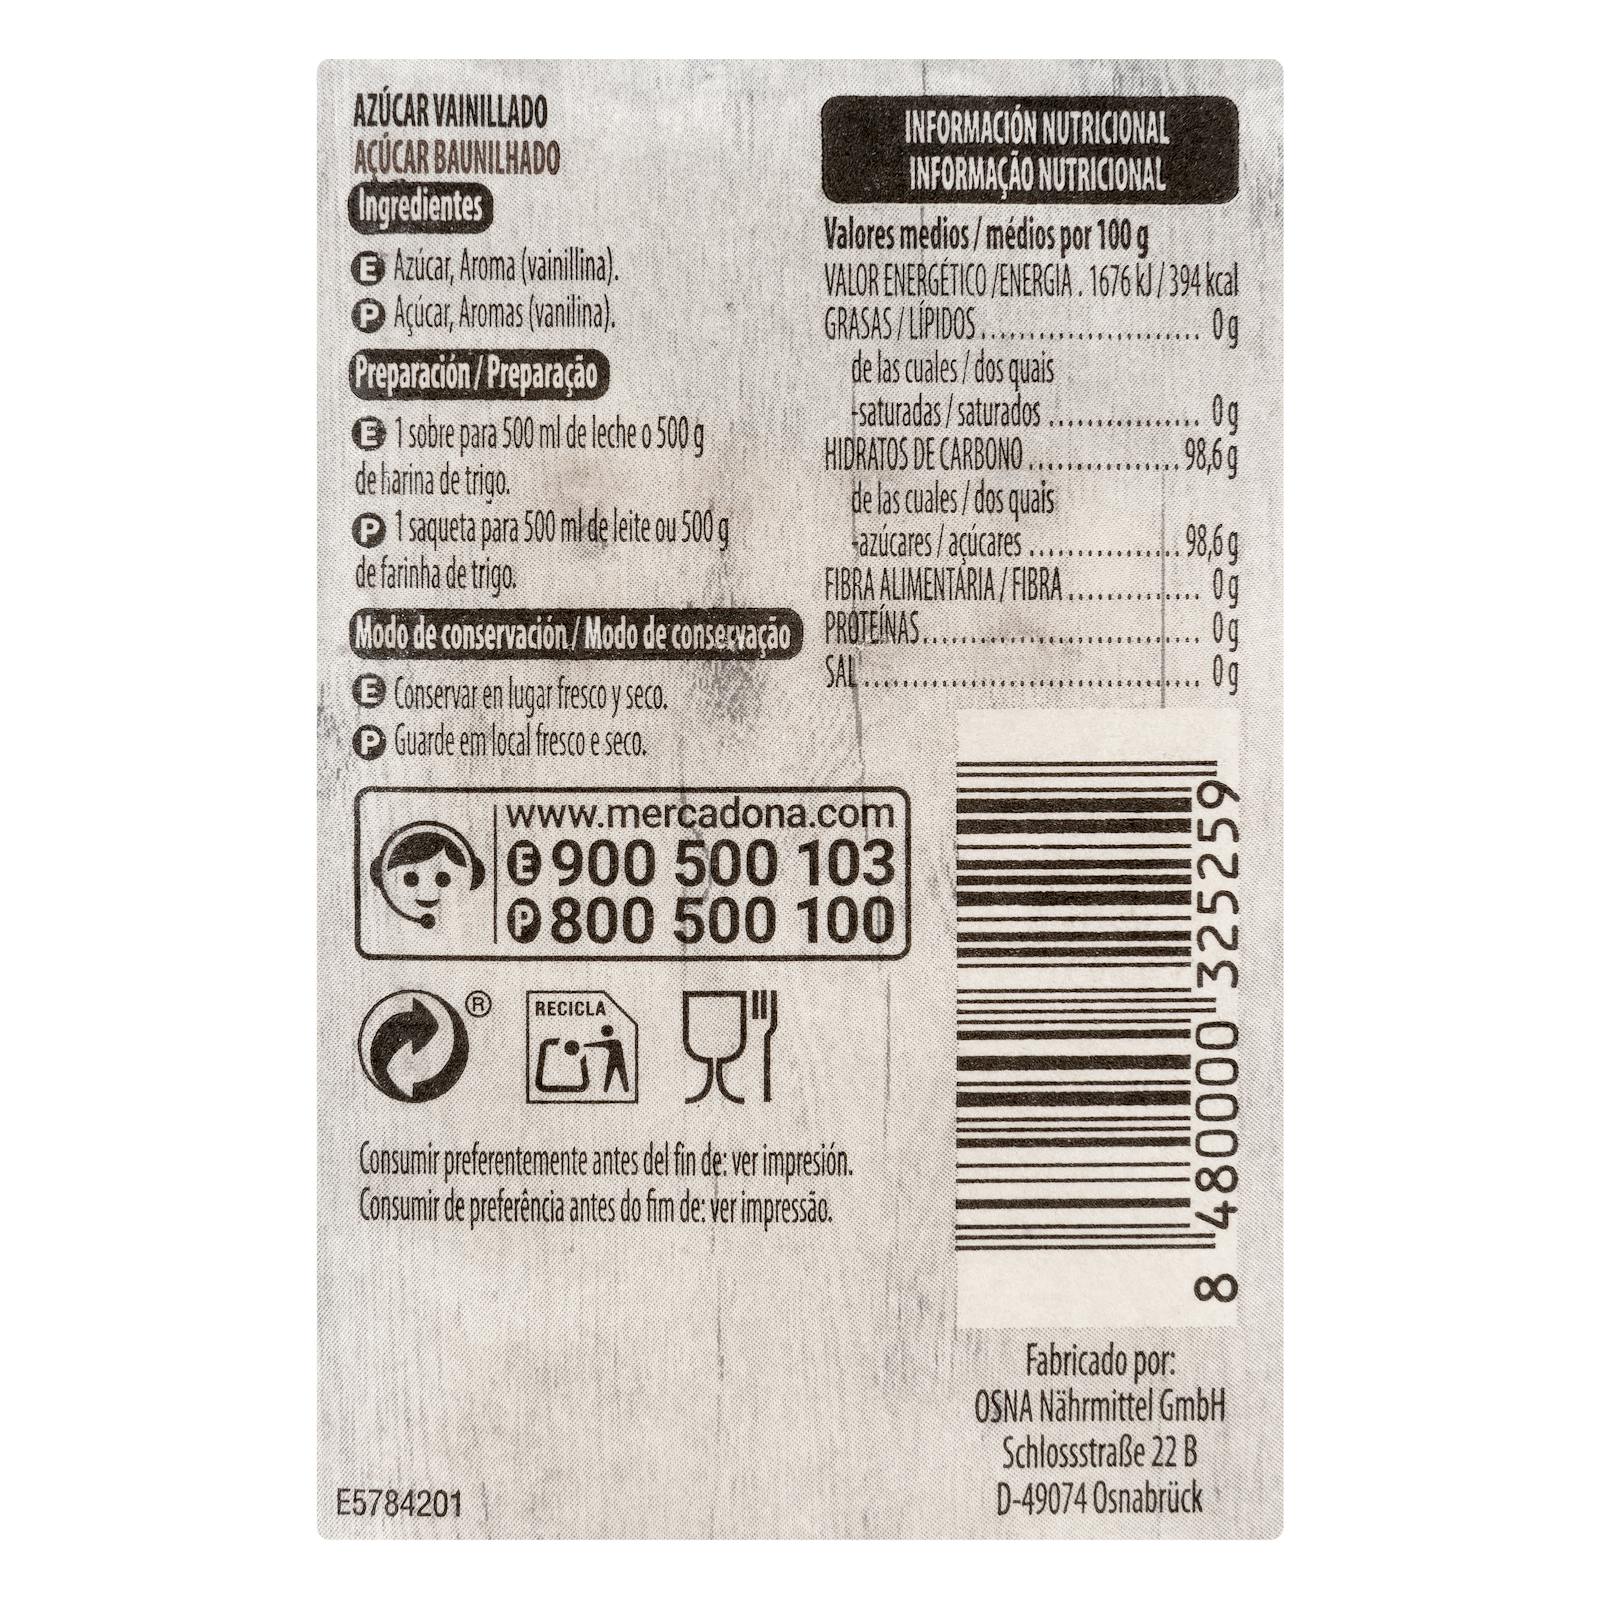 AZÚCAR VAINILLADO
AÇÚCAR BAUNILHADO
Ingredientes
E Azúcar, Aroma (vainillina).
P Açúcar, Aromas (vanilina).
Preparación / Preparação
E 1 sobre para 500 ml de leche o 500 g
de harina de trigo.
P 1 saqueta para 500 ml de leite ou 500 g
de farinha de trigo.
Modo de conservación / Modo de conservação
E Conservar en lugar fresco y seco.
P Guarde em local fresco e seco.
www.mercadona.com
E 900 500 103
P 800 500 100
®
RECICLA
Consumir preferentemente antes del fin de: ver impresión.
Consumir de preferência antes do fim de: ver impressão.
E5784201
INFORMACIÓN NUTRICIONAL
INFORMAÇÃO NUTRICIONAL
Valores medios / médios por 100 g
VALOR ENERGÉTICO /ENERGIA . 1676 kJ / 394 kcal
GRASAS / LÍPIDOS ........................ 0 g
de las cuales / dos quais
-saturadas / saturados ................ 0 g
HIDRATOS DE CARBONO ................ 98,6 g
de las cuales / dos quais
-azúcares / açúcares ................ 98,6 g
FIBRA ALIMENTARIA / FIBRA .............. 0 g
PROTEÍNAS ............................. 0 g
SAL .................................... 0 g
8 480000 325259
Fabricado por:
OSNA Nährmittel GmbH
Schlossstraße 22 B
D-49074 Osnabrück